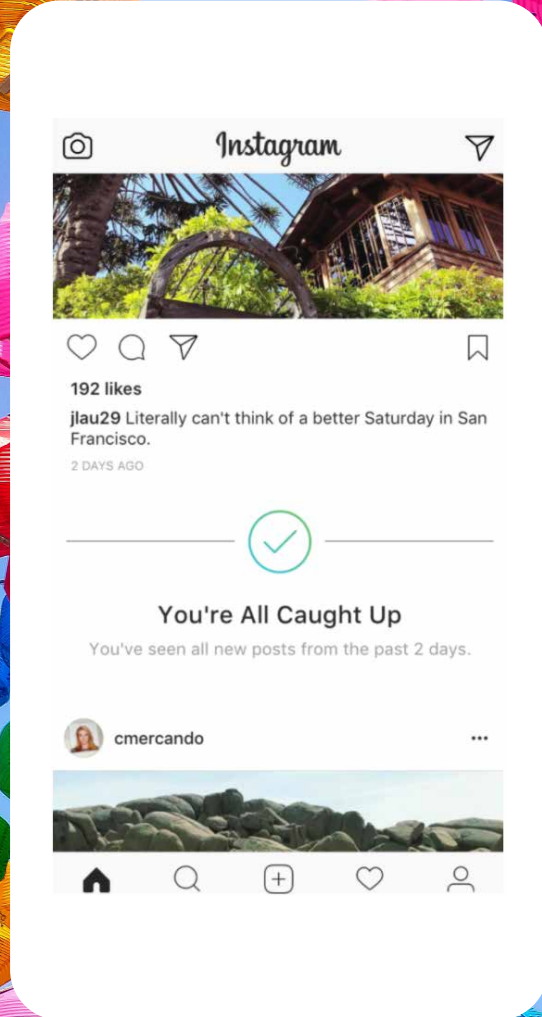 Instagram
192 likes
jlau29 Literally can't think of a better Saturday in San
Francisco.
2 DAYS AGO
You're All Caught Up
You've seen all new posts from the past 2 days.
cmercando